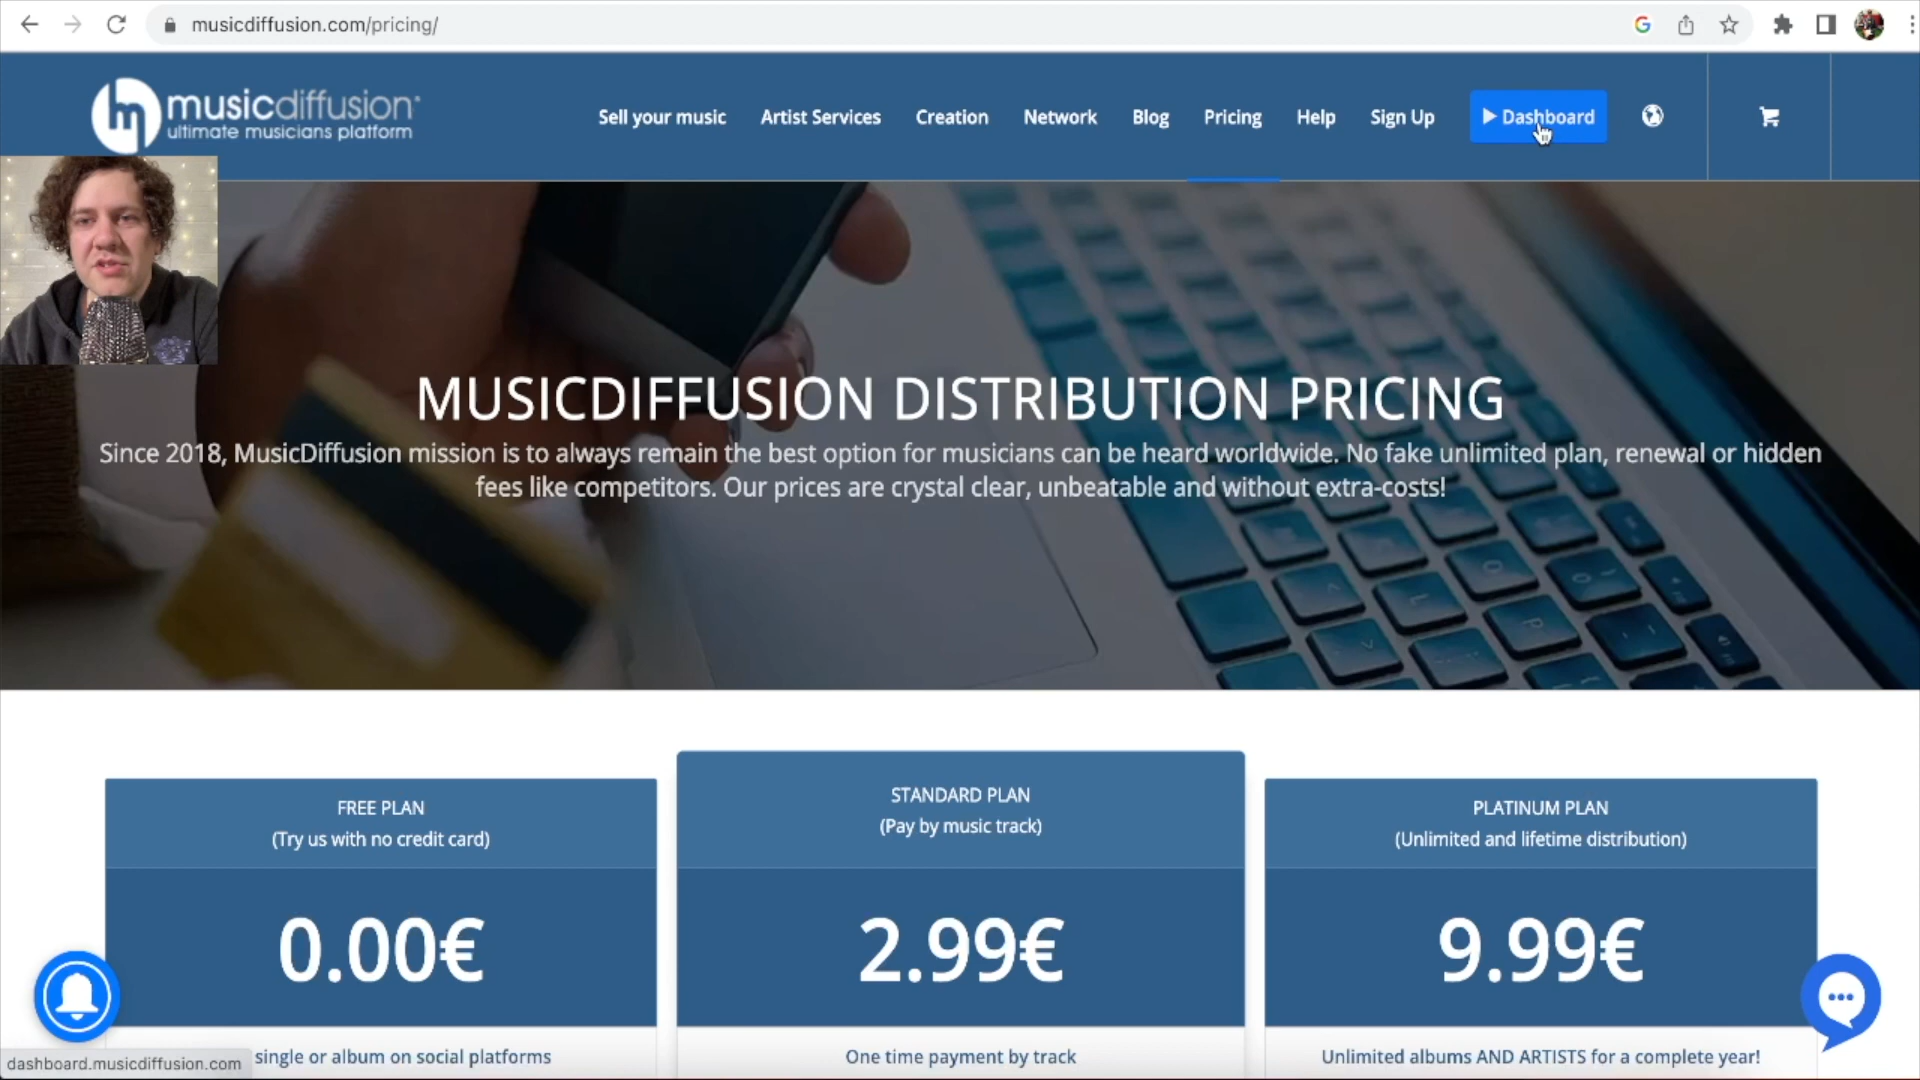 musicdiffusion.com/pricing/
musicdiffusion
ultimate musicians platform
Sell your music
Artist Services
Creation
Network
Blog
Pricing
Help
Sign Up
Dashboard
MUSICDIFFUSION DISTRIBUTION PRICING
Since 2018, MusicDiffusion mission is to always remain the best option for musicians can be heard worldwide. No fake unlimited plan, renewal or hidden
fees like competitors. Our prices are crystal clear, unbeatable and without extra-costs!
FREE PLAN
(Try us with no credit card)
0.00€
single or album on social platforms
STANDARD PLAN
(Pay by music track)
2.99€
One time payment by track
PLATINUM PLAN
(Unlimited and lifetime distribution)
9.99€
Unlimited albums AND ARTISTS for a complete year!
dashboard.musicdiffusion.com